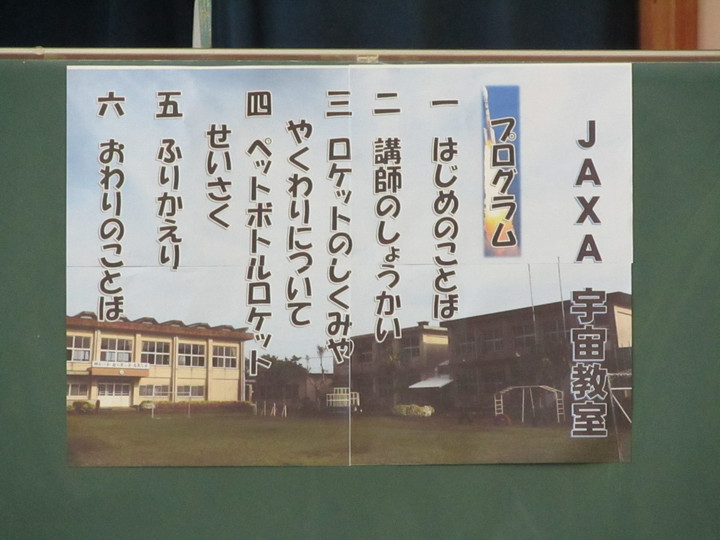 JAXA 宇宙教室
プログラム
一 はじめのことば
二 講師のしょうかい
三 ロケットのしくみや
やくわりについて
四 ペットボトルロケット
せいさく
五 ふりかえり
六 おわりのことば